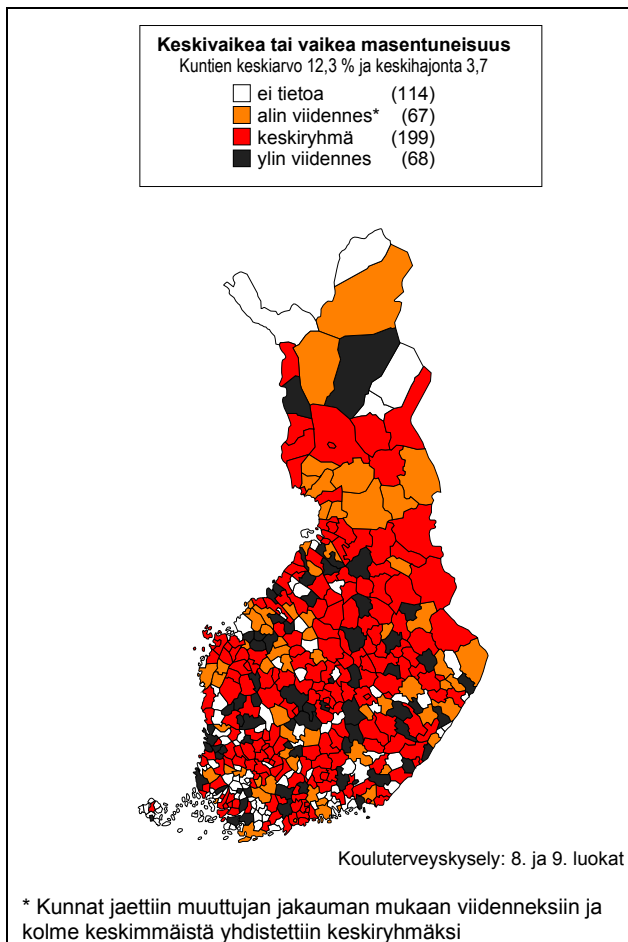 Keskivaikea tai vaikea masentuneisuus
Kuntien keskiarvo 12,3 % ja keskihajonta 3,7
ei tietoa (114)
alin viidennes* (67)
keskiryhmä (199)
ylin viidennes (68)
Kouluterveyskysely: 8. ja 9. luokat
* Kunnat jaettiin muuttujan jakauman mukaan viidenneksiin ja
kolme keskimmäistä yhdistettiin keskiryhmäksi